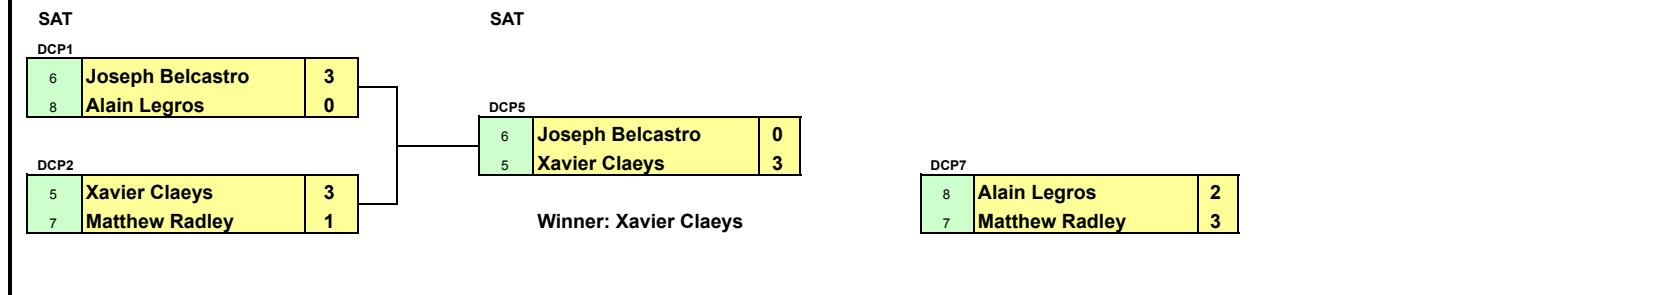 SAT SAT
DCP1
6 Joseph Belcastro 3
8 Alain Legros 0
DCP5
6 Joseph Belcastro 0
5 Xavier Claeys 3
DCP2
5 Xavier Claeys 3
7 Matthew Radley 1
Winner: Xavier Claeys
DCP7
8 Alain Legros 2
7 Matthew Radley 3